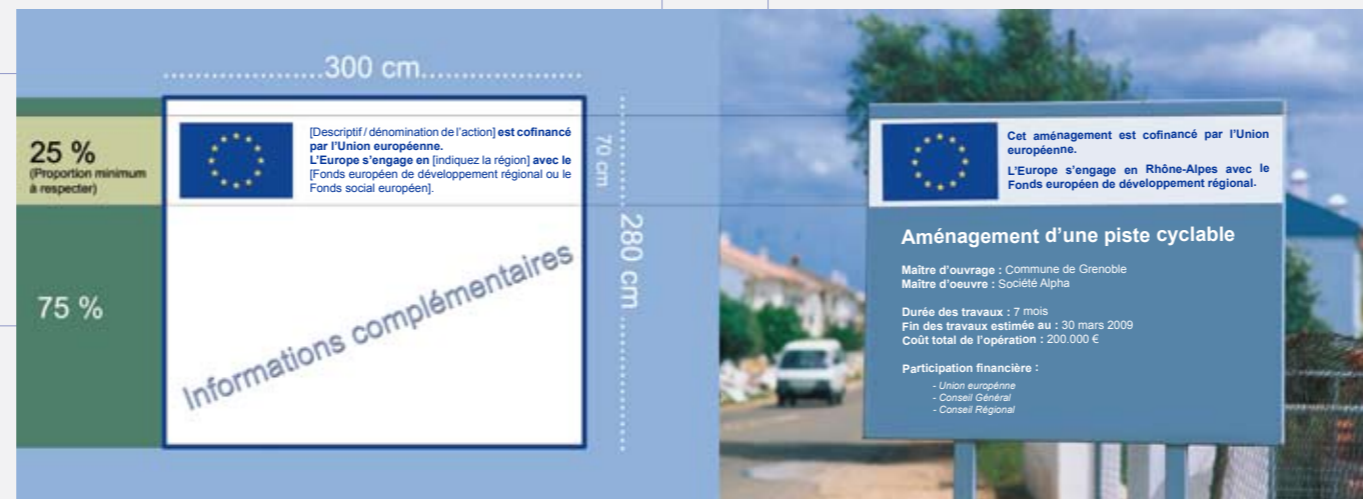 300 cm
25 %
(Proportion minimum
à respecter)
75 %
[Descriptif / dénomination de l'action] est cofinancé
par l'Union européenne.
L'Europe s'engage en [indiquez la région] avec le
[Fonds européen de développement régional ou le
Fonds social européen].
70 cm
280 cm
Informations complémentaires
Cet aménagement est cofinancé par l'Union
européenne.
L'Europe s'engage en Rhône-Alpes avec le
Fonds européen de développement régional.
Aménagement d'une piste cyclable
Maître d'ouvrage : Commune de Grenoble
Maître d'oeuvre : Société Alpha
Durée des travaux : 7 mois
Fin des travaux estimée au : 30 mars 2009
Coût total de l'opération : 200.000 €
Participation financière :
- Union europénne
- Conseil Général
- Conseil Régional